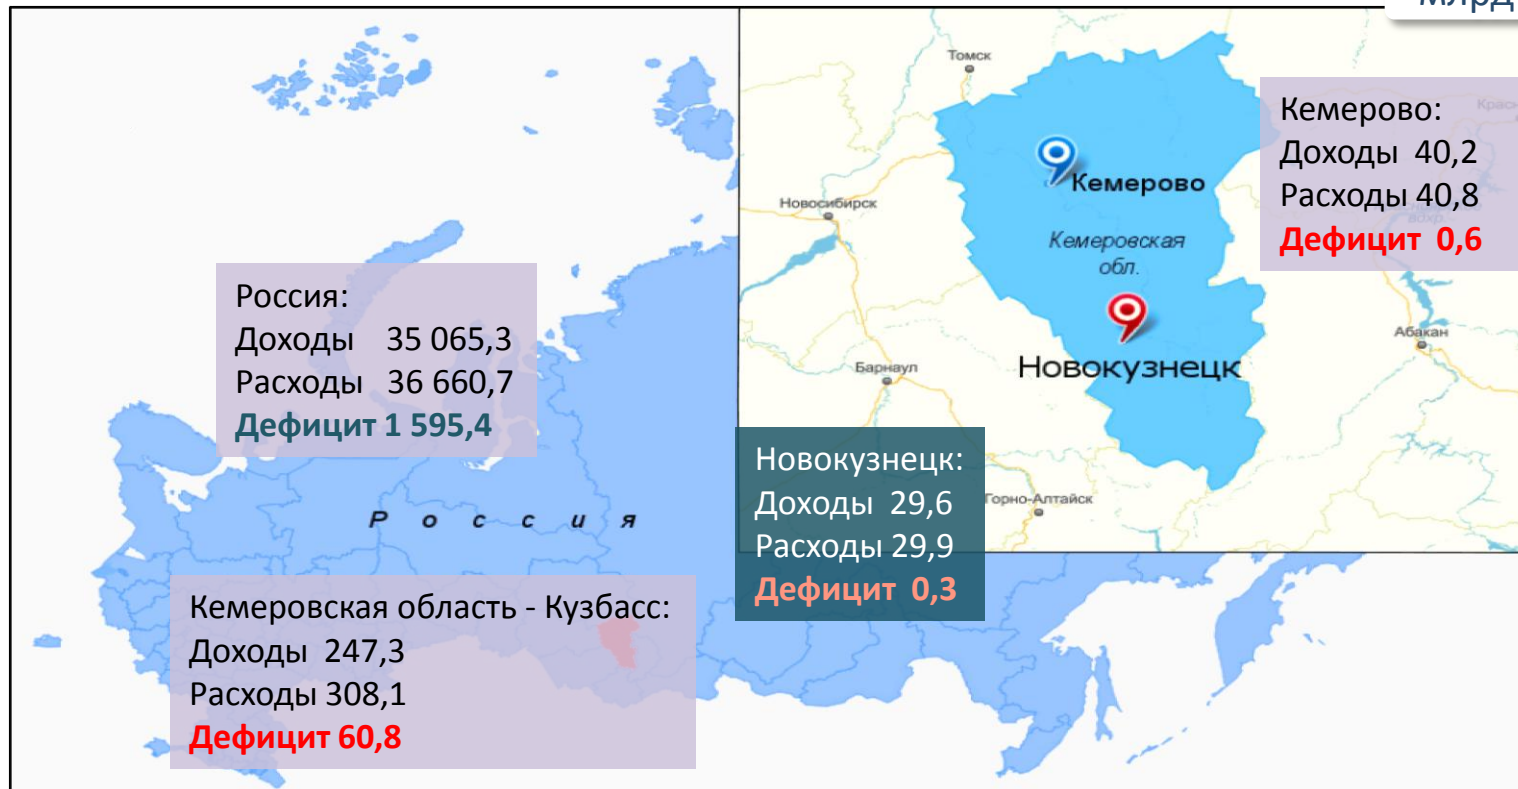 млрд
Томск
Кемерово:
Доходы 40,2
Расходы 40,8
Дефицит 0,6
Кемерово
Новосибирск
Кемеровская
обл.
Россия:
Доходы 35 065,3
Расходы 36 660,7
Дефицит 1 595,4
Абакан
Барнаул
Новокузнецк
Новокузнецк:
Доходы 29,6
Расходы 29,9
Дефицит 0,3
Горно-Алтайск
Россия
Кемеровская область - Кузбасс:
Доходы 247,3
Расходы 308,1
Дефицит 60,8